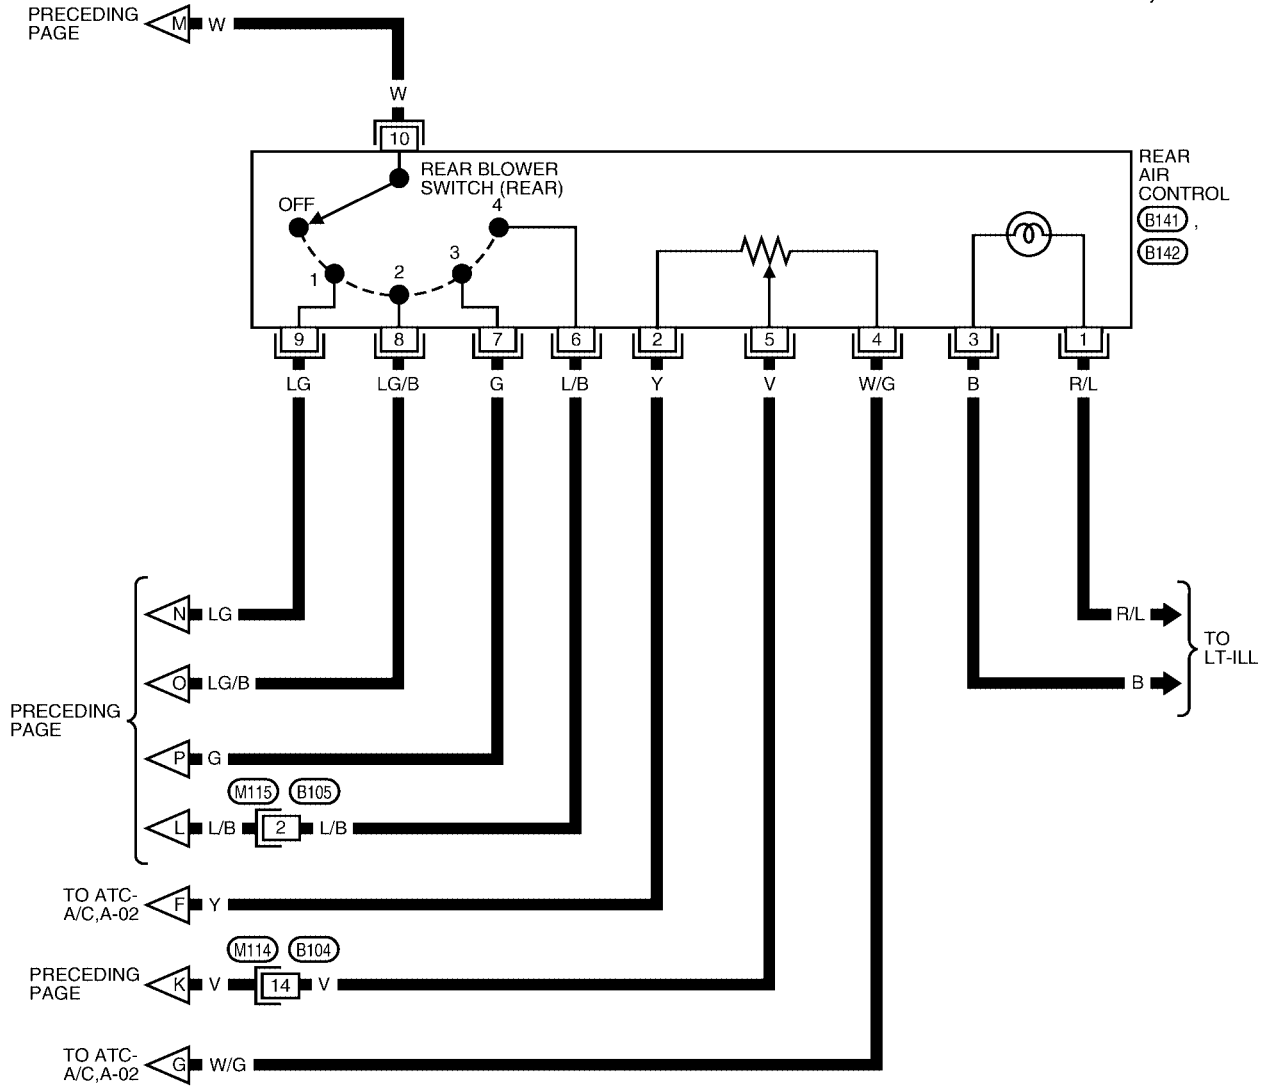 PRECEDING
PAGE
M W
W
10
REAR BLOWER
SWITCH (REAR)
OFF
1
2
3
4
REAR
AIR
CONTROL
B141 ,
B142
9 8 7 6 2 5 4 3 1
LG LG/B G L/B Y V W/G B R/L
N LG
O LG/B
PRECEDING
PAGE
P G
M115 B105
L L/B 2 L/B
TO ATC-
A/C,A-02
F Y
M114 B104
PRECEDING
PAGE
K V 14 V
TO ATC-
A/C,A-02
G W/G
R/L
B
TO
LT-ILL